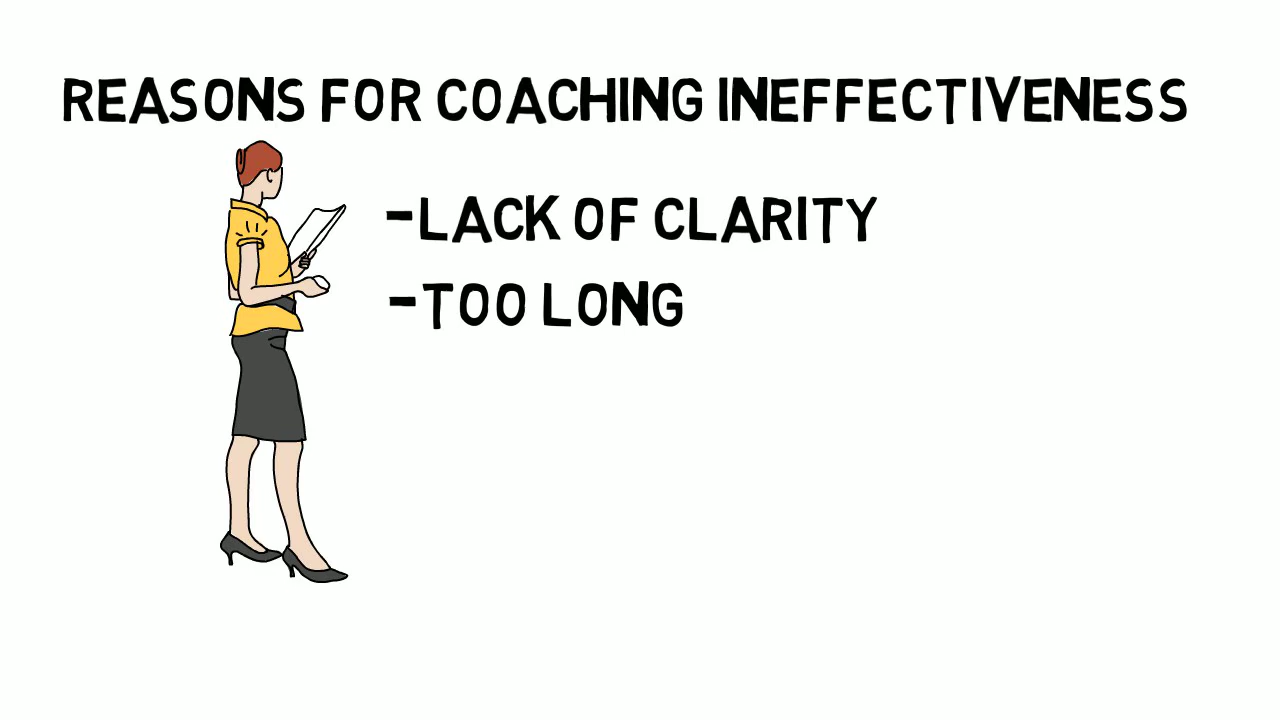 REASONS FOR COACHING INEFFECTIVENESS
-LACK OF CLARITY
-TOO LONG